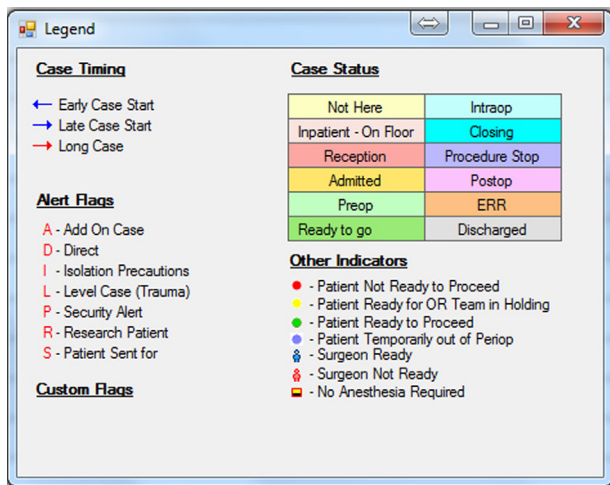 Legend
Case Timing
Early Case Start
Late Case Start
Long Case
Alert Flags
A - Add On Case
D - Direct
I - Isolation Precautions
L - Level Case (Trauma)
P - Security Alert
R - Research Patient
S - Patient Sent for
Custom Flags
Case Status
Not Here
Intraop
Inpatient - On Floor
Closing
Reception
Procedure Stop
Admitted
Postop
Preop
ERR
Ready to go
Discharged
Other Indicators
- Patient Not Ready to Proceed
- Patient Ready for OR Team in Holding
- Patient Ready to Proceed
- Patient Temporarily out of Periop
- Surgeon Ready
- Surgeon Not Ready
- No Anesthesia Required